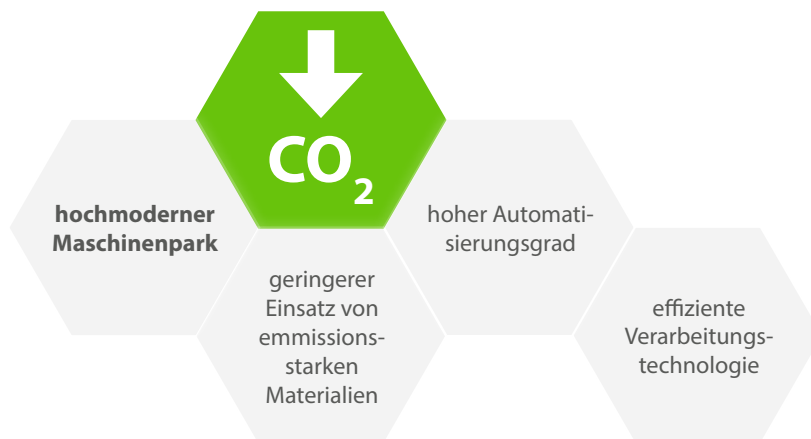 CO₂
hochmoderner
Maschinenpark
hoher Automati-
sierungsgrad
geringerer
Einsatz von
emmissions-
starken
Materialien
effiziente
Verarbeitungs-
technologie